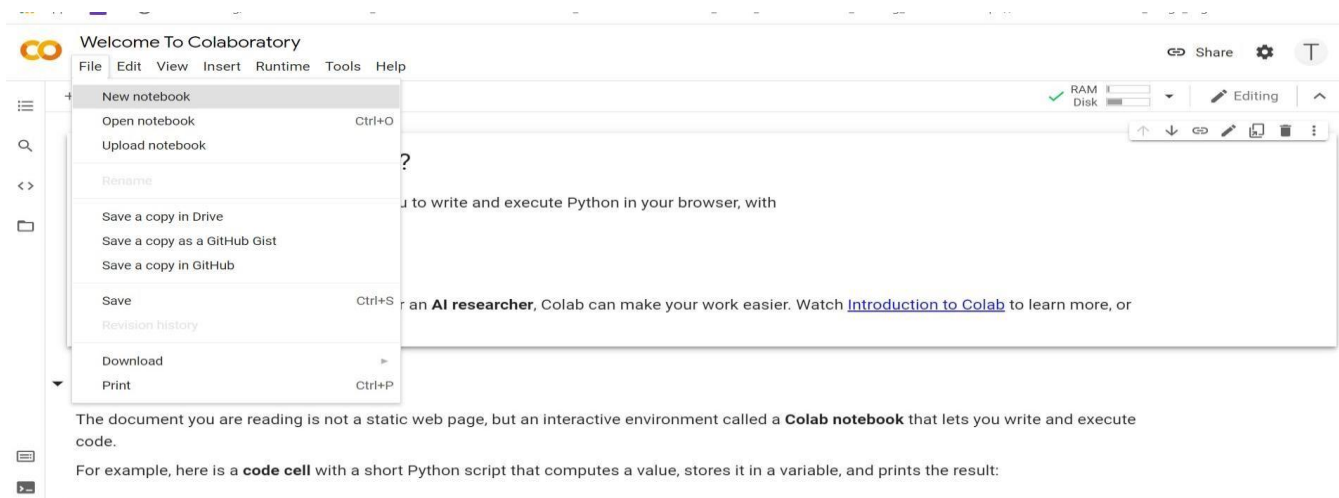 Welcome To Colaboratory
File Edit View Insert Runtime Tools Help
Share
T
RAM
Disk
Editing
New notebook
Open notebook Ctrl+O
Upload notebook
Rename
Save a copy in Drive
Save a copy as a GitHub Gist
Save a copy in GitHub
Save Ctrl+S
Revision history
Download
Print Ctrl+P
?
to write and execute Python in your browser, with
an AI researcher, Colab can make your work easier. Watch Introduction to Colab to learn more, or
The document you are reading is not a static web page, but an interactive environment called a Colab notebook that lets you write and execute
code.
For example, here is a code cell with a short Python script that computes a value, stores it in a variable, and prints the result: